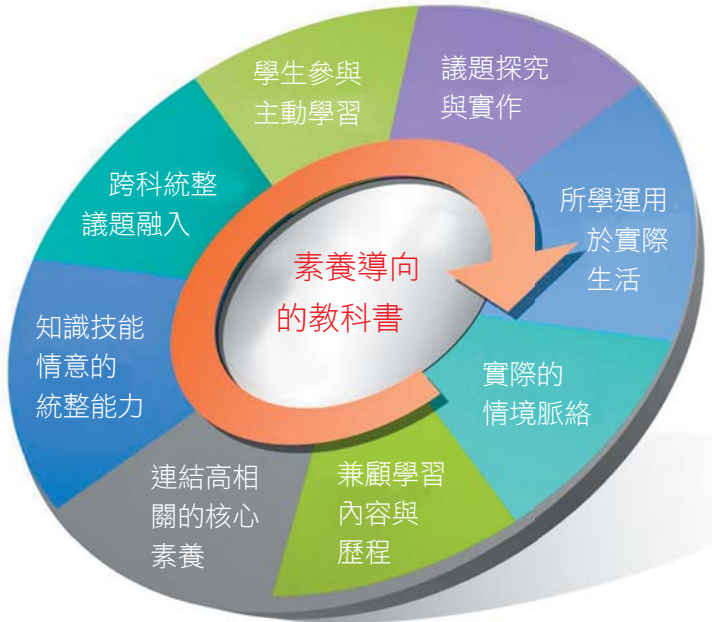 學生參與
主動學習
議題探究
與實作
所學運用
於實際
生活
實際的
情境脈絡
兼顧學習
內容與
歷程
連結高相
關的核心
素養
知識技能
情意的
統整能力
跨科統整
議題融入
素養導向
的教科書